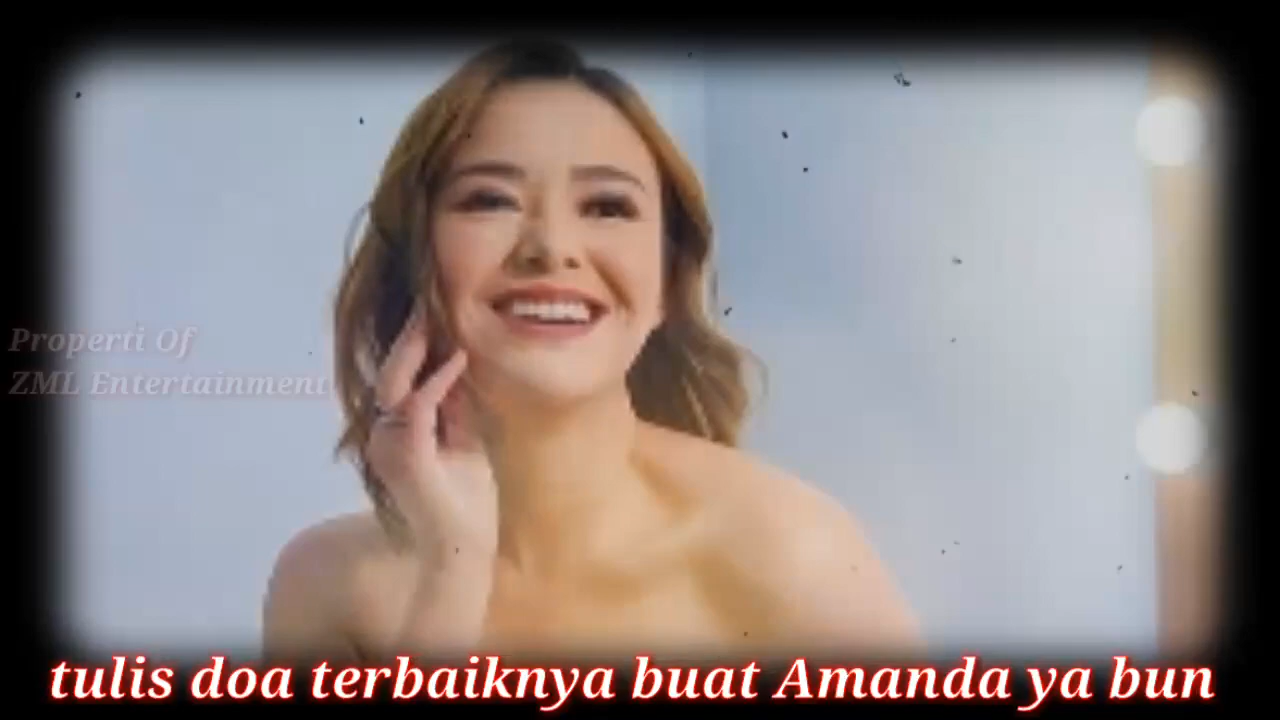 Properti Of
ZML Entertainment
tulis doa terbaiknya buat Amanda ya bun